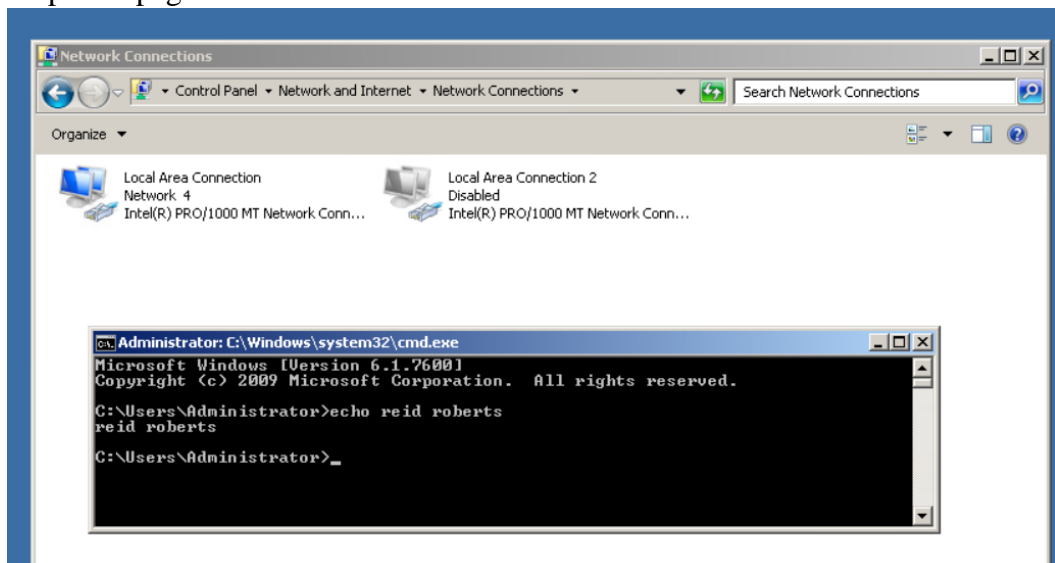 Network Connections
Control Panel Network and Internet Network Connections
Search Network Connections
Organize
Local Area Connection
Network 4
Intel(R) PRO/1000 MT Network Conn...
Local Area Connection 2
Disabled
Intel(R) PRO/1000 MT Network Conn...
Administrator: C:\Windows\system32\cmd.exe
Microsoft Windows [Version 6.1.7600]
Copyright (c) 2009 Microsoft Corporation.  All rights reserved.
C:\Users\Administrator>echo reid roberts
reid roberts
C:\Users\Administrator>_